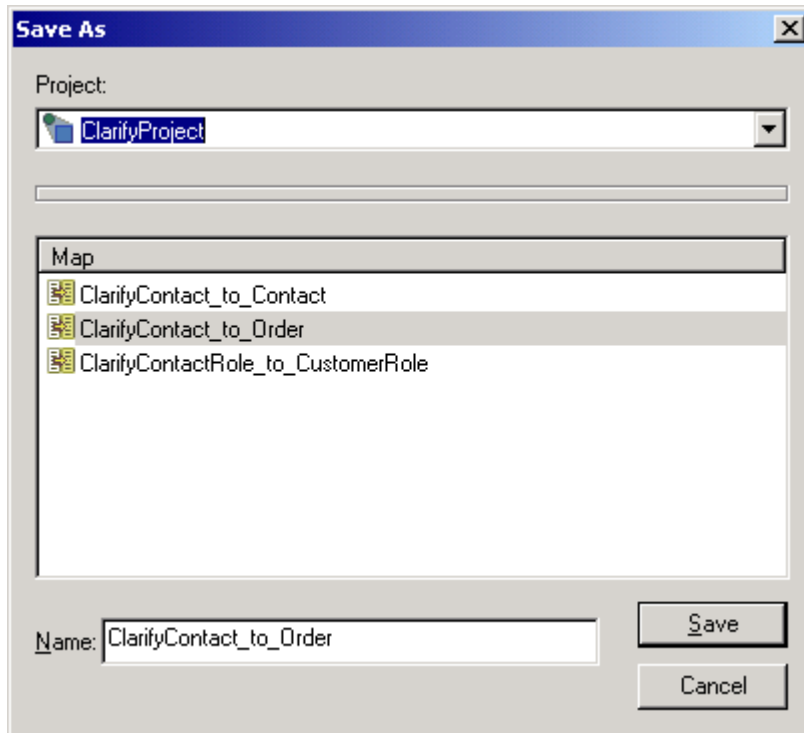 Save As
Project:
ClarifyProject
Map
ClarifyContact_to_Contact
ClarifyContact_to_Order
ClarifyContactRole_to_CustomerRole
Name: ClarifyContact_to_Order
Save
Cancel